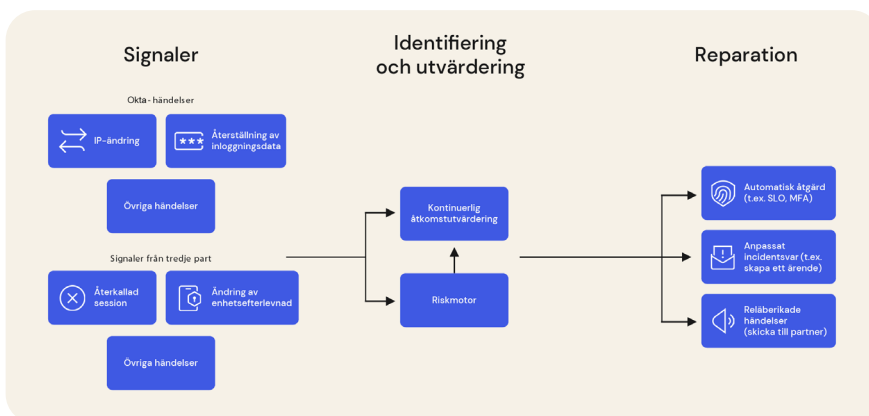 Signaler
Identifiering
och utvärdering
Reparation
Okta-händelser
IP-ändring
Återställning av
inloggningsdata
Övriga händelser
Signaler från tredje part
Återkallad
session
Ändring av
enhetsefterlevnad
Övriga händelser
Kontinuerlig
åtkomstutvärdering
Riskmotor
Automatisk åtgärd
(t.ex. SLO, MFA)
Anpassat
incidentsvar (t.ex.
skapa ett ärende)
Reläberikade
händelser
(skicka till partner)